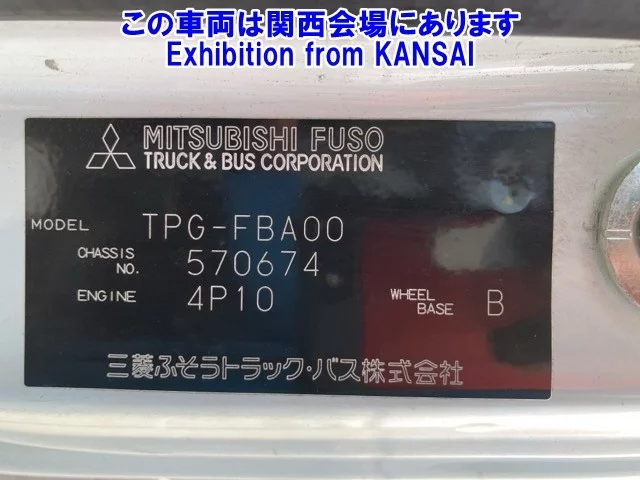 この車両は関西会場にあります
Exhibition from KANSAI
MITSUBISHI FUSO
TRUCK & BUS CORPORATION
MODEL TPG-FBA00
CHASSIS NO. 570674
ENGINE 4P10 WHEEL BASE B
三菱ふそうトラック・バス株式会社